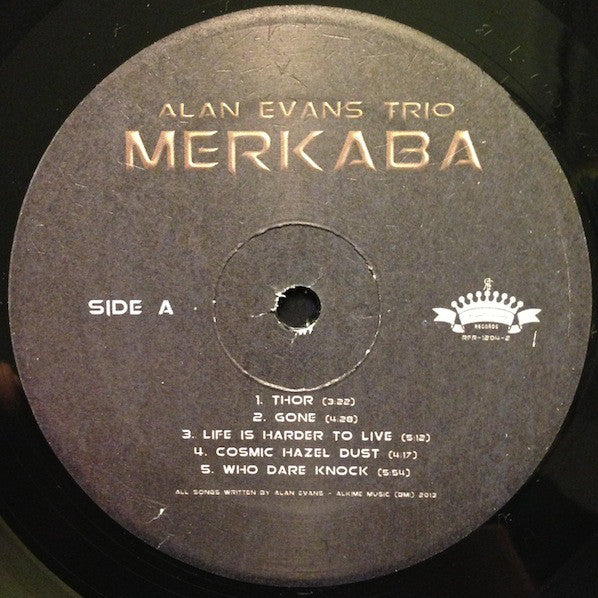 ALAN EVANS TRIO
MERKABA
SIDE A
RECORDS
RFR-1204-2
1. THOR (3:22)
2. GONE (4:28)
3. LIFE IS HARDER TO LIVE (5:12)
4. COSMIC HAZEL DUST (4:17)
5. WHO DARE KNOCK (5:54)
ALL SONGS WRITTEN BY ALAN EVANS - ALKIME MUSIC (BMI) 2013